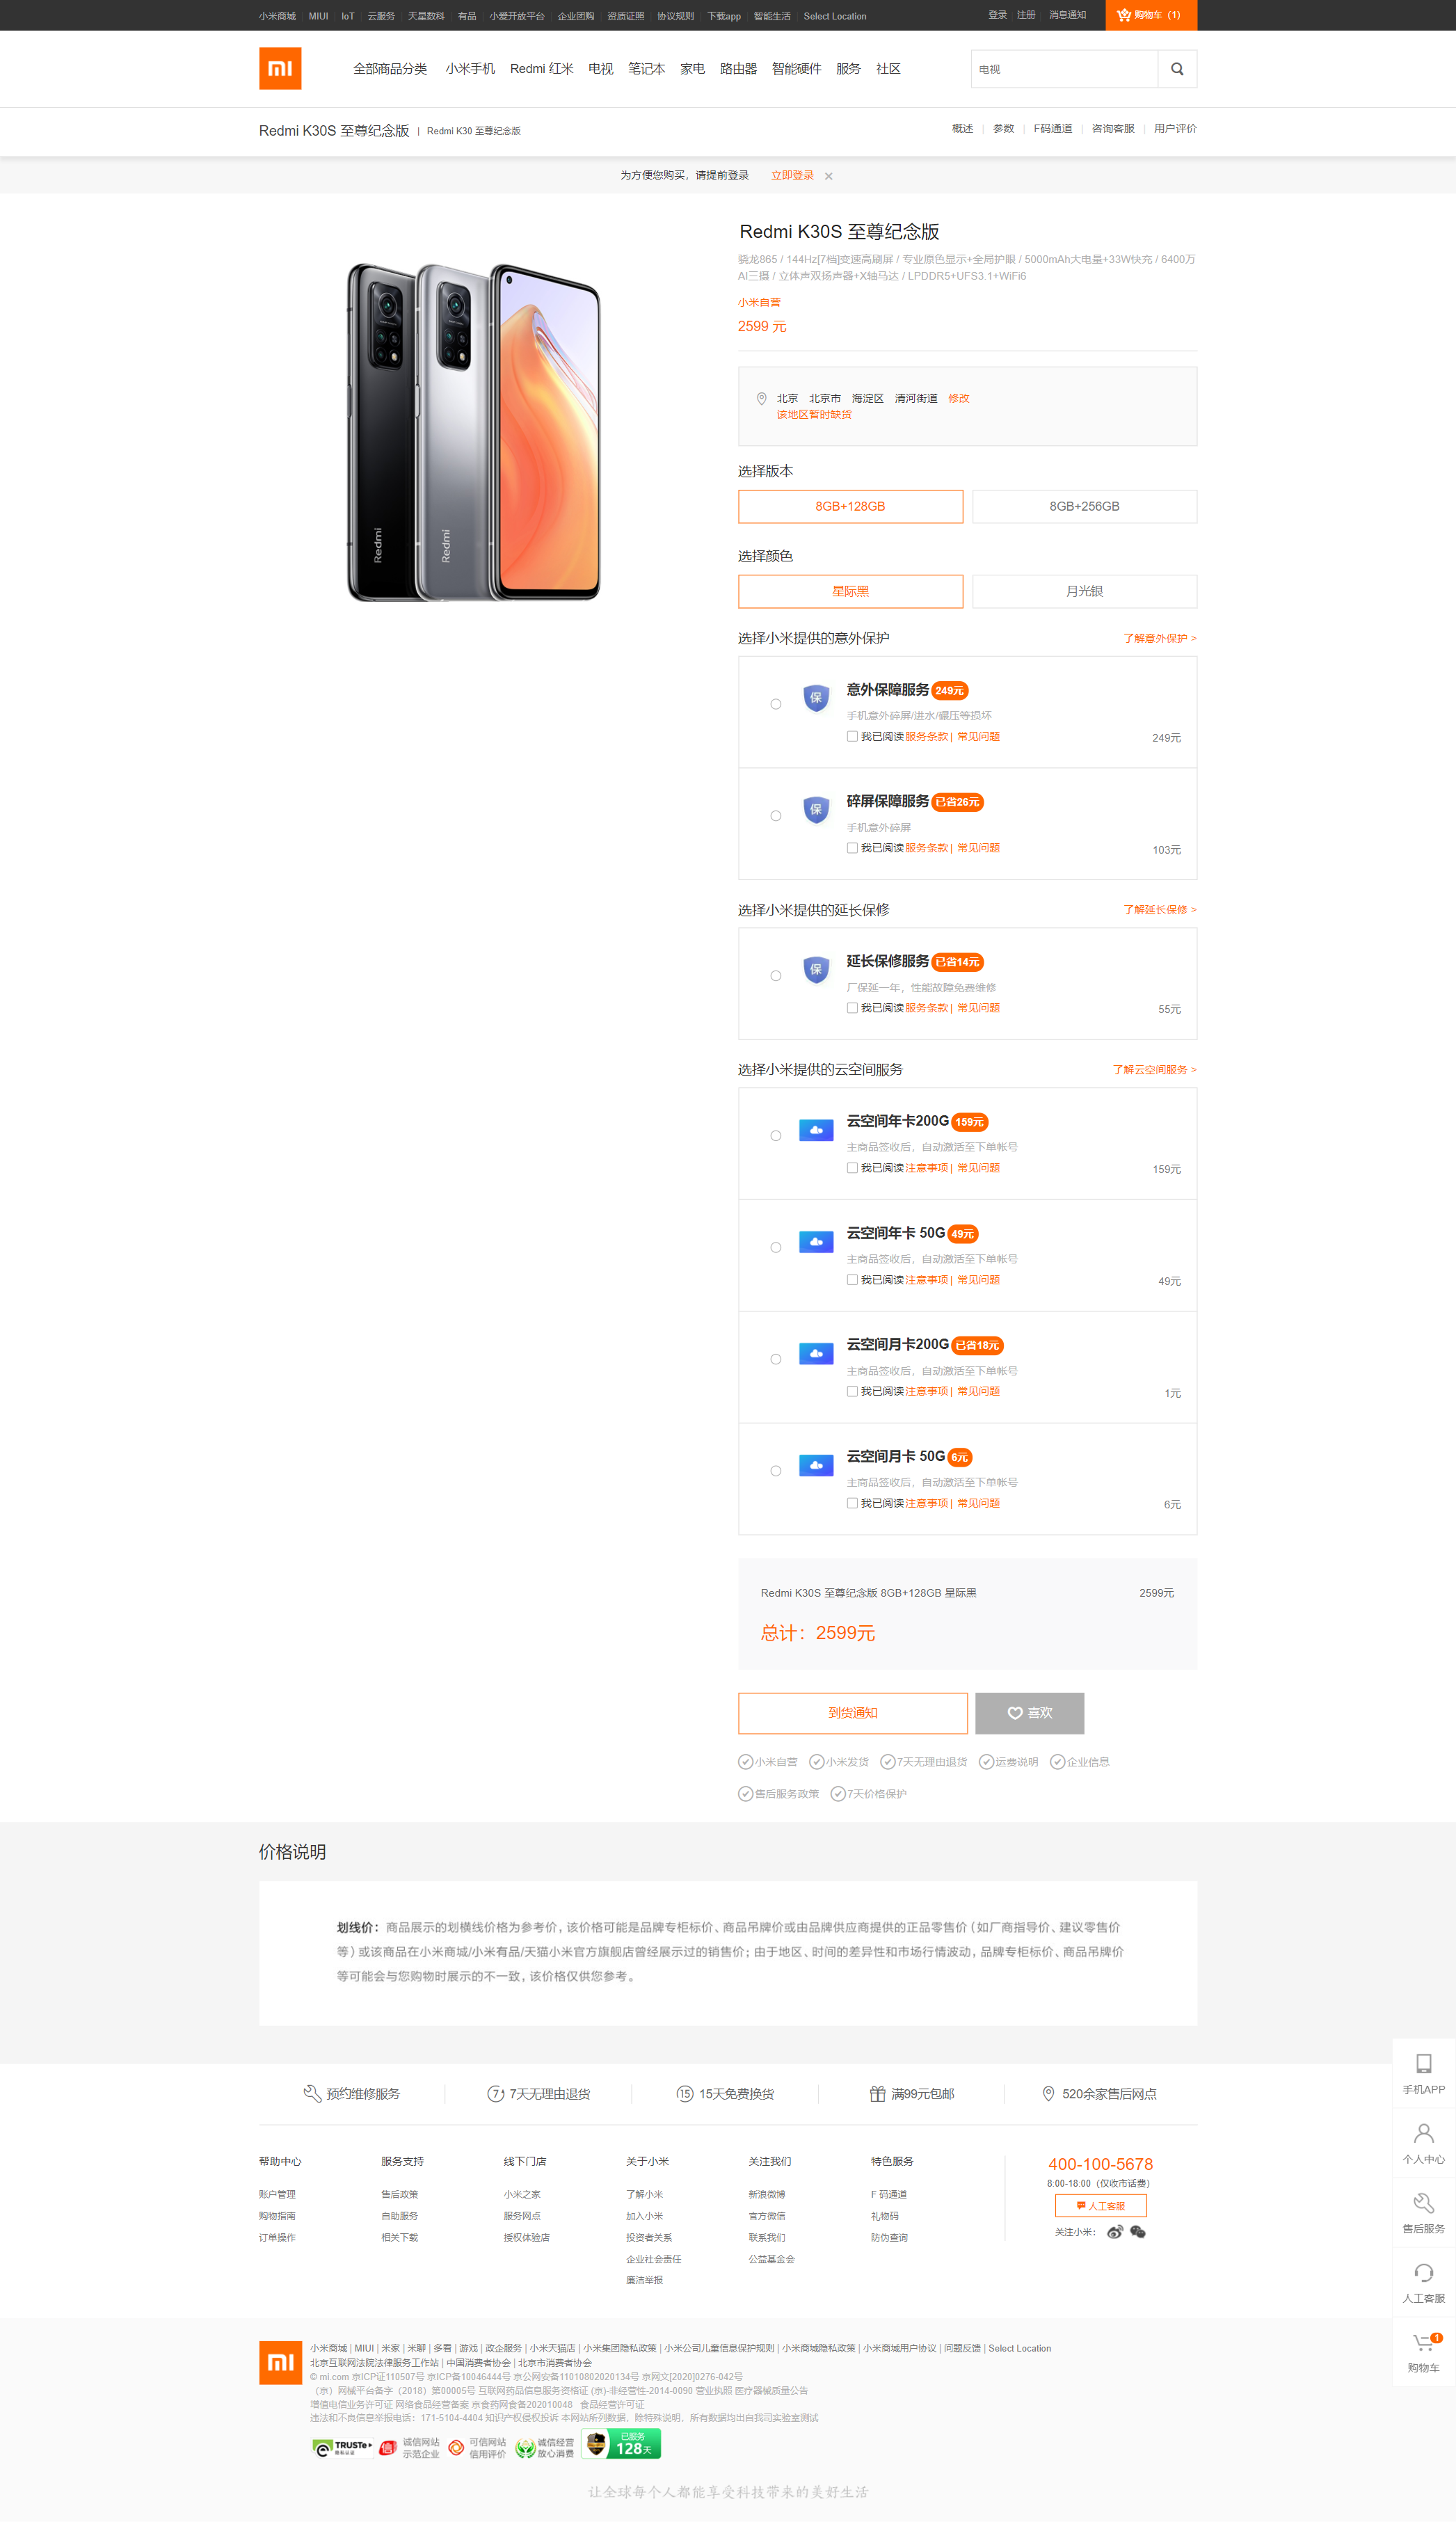 小米商城 MIUI IoT 云服务 天星数科 有品 小爱开放平台 企业团购 资质证照 协议规则 下载app 智能生活 Select Location 登录 注册 消息通知 购物车（1）
全部商品分类 小米手机 Redmi 红米 电视 笔记本 家电 路由器 智能硬件 服务 社区 电视
Redmi K30S 至尊纪念版 | Redmi K30 至尊纪念版 概述 | 参数 | F码通道 | 咨询客服 | 用户评价
为方便您购买，请提前登录 立即登录
Redmi K30S 至尊纪念版
骁龙865 / 144Hz[7档]变速高刷屏 / 专业原色显示+全局护眼 / 5000mAh大电量+33W快充 / 6400万
AI三摄 / 立体声双扬声器+X轴马达 / LPDDR5+UFS3.1+WiFi6
小米自营
2599 元
北京 北京市 海淀区 清河街道 修改
该地区暂时缺货
选择版本
8GB+128GB 8GB+256GB
选择颜色
星际黑 月光银
Redmi Redmi
选择小米提供的意外保护 了解意外保护 >
保 意外保障服务 249元
手机意外碎屏/进水/碾压等损坏
我已阅读服务条款 | 常见问题 249元
保 碎屏保障服务 已省26元
手机意外碎屏
我已阅读服务条款 | 常见问题 103元
选择小米提供的延长保修 了解延长保修 >
保 延长保修服务 已省14元
厂保延一年，性能故障免费维修
我已阅读服务条款 | 常见问题 55元
选择小米提供的云空间服务 了解云空间服务 >
云空间年卡200G 159元
主商品签收后，自动激活至下单帐号
我已阅读注意事项 | 常见问题 159元
云空间年卡 50G 49元
主商品签收后，自动激活至下单帐号
我已阅读注意事项 | 常见问题 49元
云空间月卡200G 已省18元
主商品签收后，自动激活至下单帐号
我已阅读注意事项 | 常见问题 1元
云空间月卡 50G 6元
主商品签收后，自动激活至下单帐号
我已阅读注意事项 | 常见问题 6元
Redmi K30S 至尊纪念版 8GB+128GB 星际黑 2599元
总计：2599元
到货通知 喜欢
小米自营 小米发货 7天无理由退货 运费说明 企业信息
售后服务政策 7天价格保护
价格说明
划线价：商品展示的划横线价格为参考价，该价格可能是品牌专柜标价、商品吊牌价或由品牌供应商提供的正品零售价（如厂商指导价、建议零售价
等）或该商品在小米商城/小米有品/天猫小米官方旗舰店曾经展示过的销售价；由于地区、时间的差异性和市场行情波动，品牌专柜标价、商品吊牌价
等可能会与您购物时展示的不一致，该价格仅供您参考。
手机APP
个人中心
售后服务
人工客服
1
购物车
预约维修服务 7天无理由退货 15天免费换货 满99元包邮 520余家售后网点
帮助中心 服务支持 线下门店 关于小米 关注我们 特色服务 400-100-5678
8:00-18:00（仅收市话费）
账户管理 售后政策 小米之家 了解小米 新浪微博 F 码通道 人工客服
购物指南 自助服务 服务网点 加入小米 官方微信 礼物码
订单操作 相关下载 授权体验店 投资者关系 联系我们 防伪查询 关注小米：
企业社会责任 公益基金会
廉洁举报
小米商城 | MIUI | 米家 | 米聊 | 多看 | 游戏 | 政企服务 | 小米天猫店 | 小米集团隐私政策 | 小米公司儿童信息保护规则 | 小米商城隐私政策 | 小米商城用户协议 | 问题反馈 | Select Location
北京互联网法院法律服务工作站 | 中国消费者协会 | 北京市消费者协会
© mi.com 京ICP证110507号 京ICP备10046444号 京公网安备11010802020134号 京网文[2020]0276-042号
（京）网械平台备字（2018）第00005号 互联网药品信息服务资格证 (京)-非经营性-2014-0090 营业执照 医疗器械质量公告
增值电信业务许可证 网络食品经营备案 京食药网食备202010048 食品经营许可证
违法和不良信息举报电话：171-5104-4404 知识产权侵权投诉 本网站所列数据，除特殊说明，所有数据均出自我司实验室测试
TRUSTe 隐私认证 诚信网站 示范企业 可信网站 信用评价 诚信经营 放心消费 已服务 128天
让全球每个人都能享受科技带来的美好生活